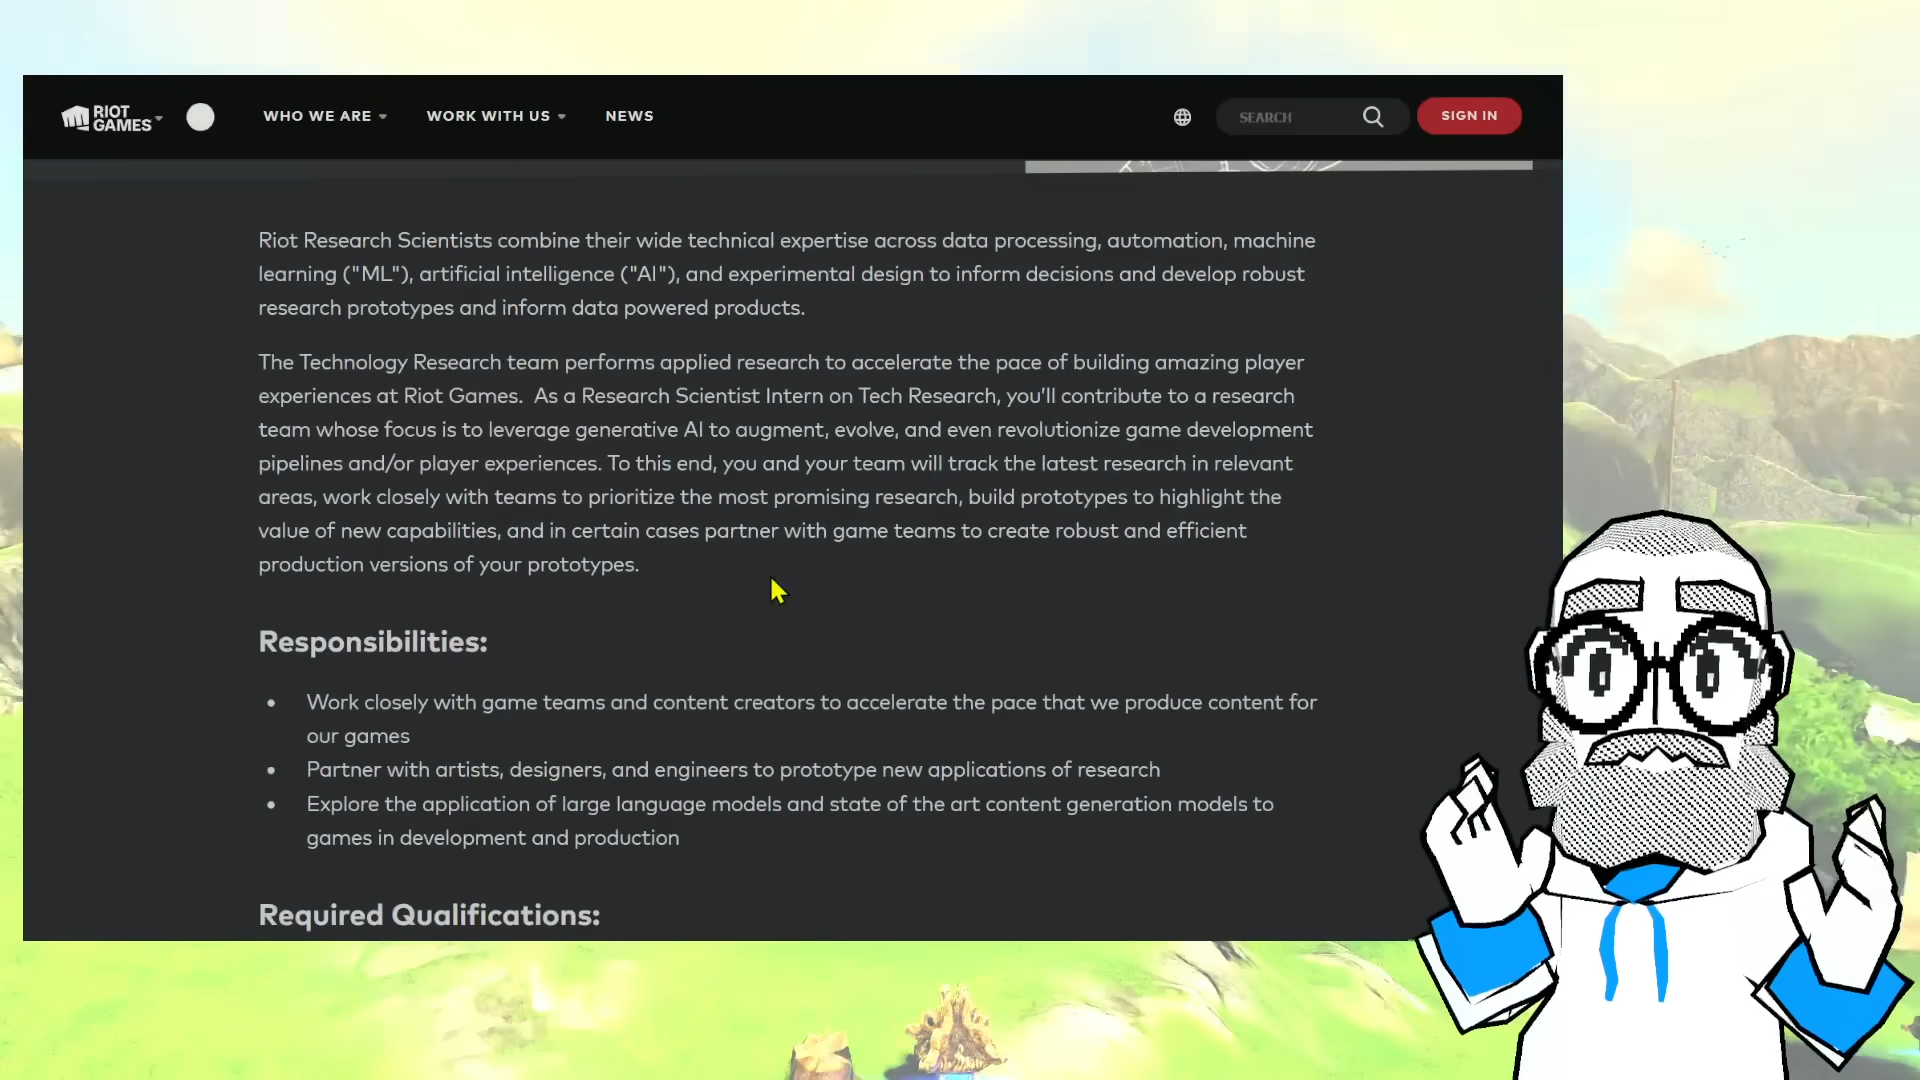 RIOT GAMES
WHO WE ARE
WORK WITH US
NEWS
SEARCH
SIGN IN
Riot Research Scientists combine their wide technical expertise across data processing, automation, machine
learning ("ML"), artificial intelligence ("AI"), and experimental design to inform decisions and develop robust
research prototypes and inform data powered products.
The Technology Research team performs applied research to accelerate the pace of building amazing player
experiences at Riot Games.  As a Research Scientist Intern on Tech Research, you'll contribute to a research
team whose focus is to leverage generative AI to augment, evolve, and even revolutionize game development
pipelines and/or player experiences. To this end, you and your team will track the latest research in relevant
areas, work closely with teams to prioritize the most promising research, build prototypes to highlight the
value of new capabilities, and in certain cases partner with game teams to create robust and efficient
production versions of your prototypes.
Responsibilities:
• Work closely with game teams and content creators to accelerate the pace that we produce content for
our games
• Partner with artists, designers, and engineers to prototype new applications of research
• Explore the application of large language models and state of the art content generation models to
games in development and production
Required Qualifications: